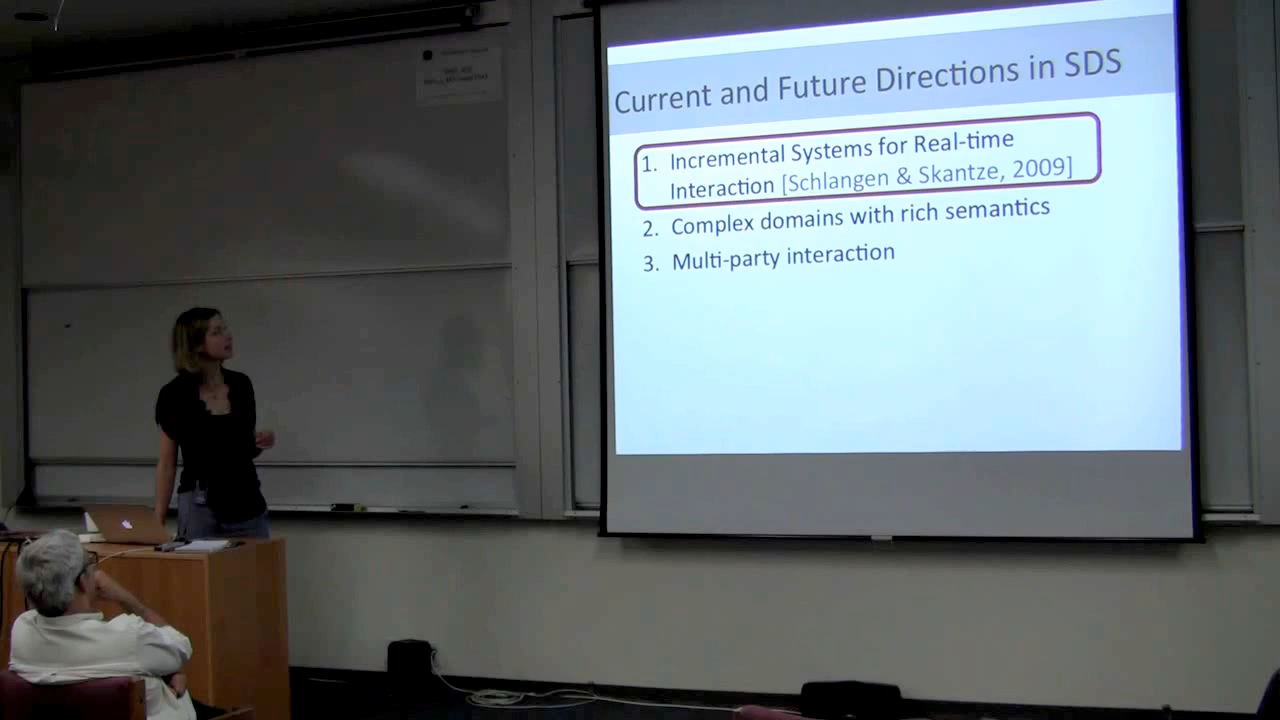 Current and Future Directions in SDS
1. Incremental Systems for Real-time
Interaction [Schlangen & Skantze, 2009]
2. Complex domains with rich semantics
3. Multi-party interaction